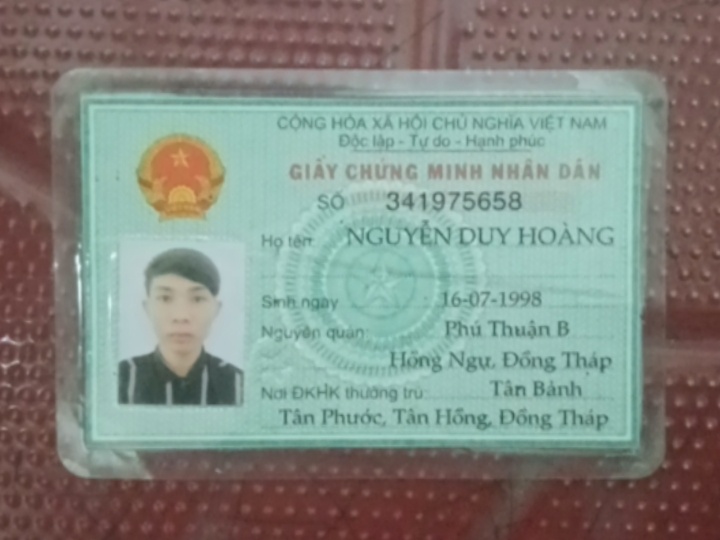 CỘNG HÒA XÃ HỘI CHỦ NGHĨA VIỆT NAM
Độc lập - Tự do - Hạnh phúc
GIẤY CHỨNG MINH NHÂN DÂN
SỐ 341975658
Họ tên NGUYỄN DUY HOÀNG
Sinh ngày 16-07-1998
Nguyên quán: Phú Thuận B
Hồng Ngự, Đồng Tháp
Nơi ĐKHK thường trú: Tân Bảnh
Tân Phước, Tân Hồng, Đồng Tháp